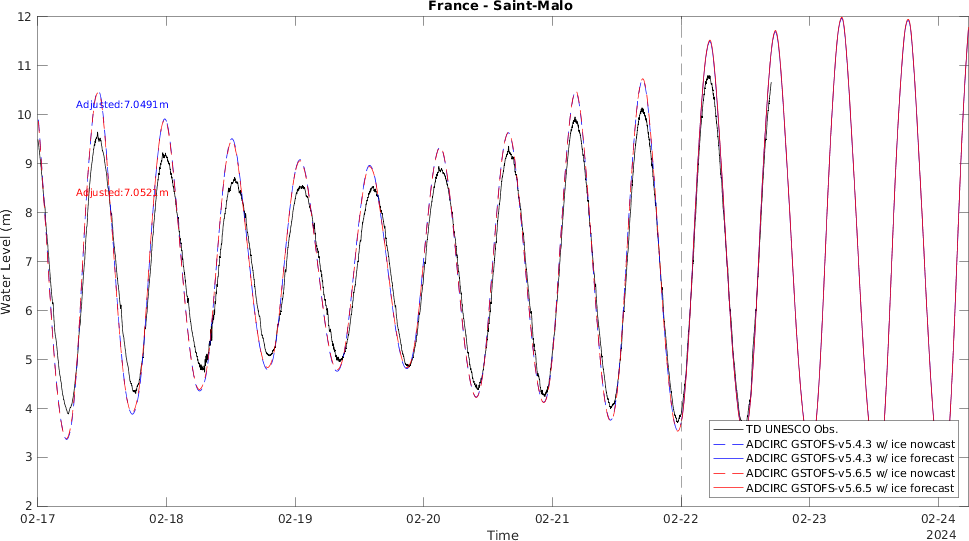 France - Saint-Malo
Water Level (m)
12
11
10
9
8
7
6
5
4
3
2
Adjusted:7.0491m
Adjusted:7.0521m
TD UNESCO Obs.
ADCIRC GSTOFS-v5.4.3 w/ ice nowcast
ADCIRC GSTOFS-v5.4.3 w/ ice forecast
ADCIRC GSTOFS-v5.6.5 w/ ice nowcast
ADCIRC GSTOFS-v5.6.5 w/ ice forecast
02-17 02-18 02-19 02-20 02-21 02-22 02-23 02-24
2024
Time